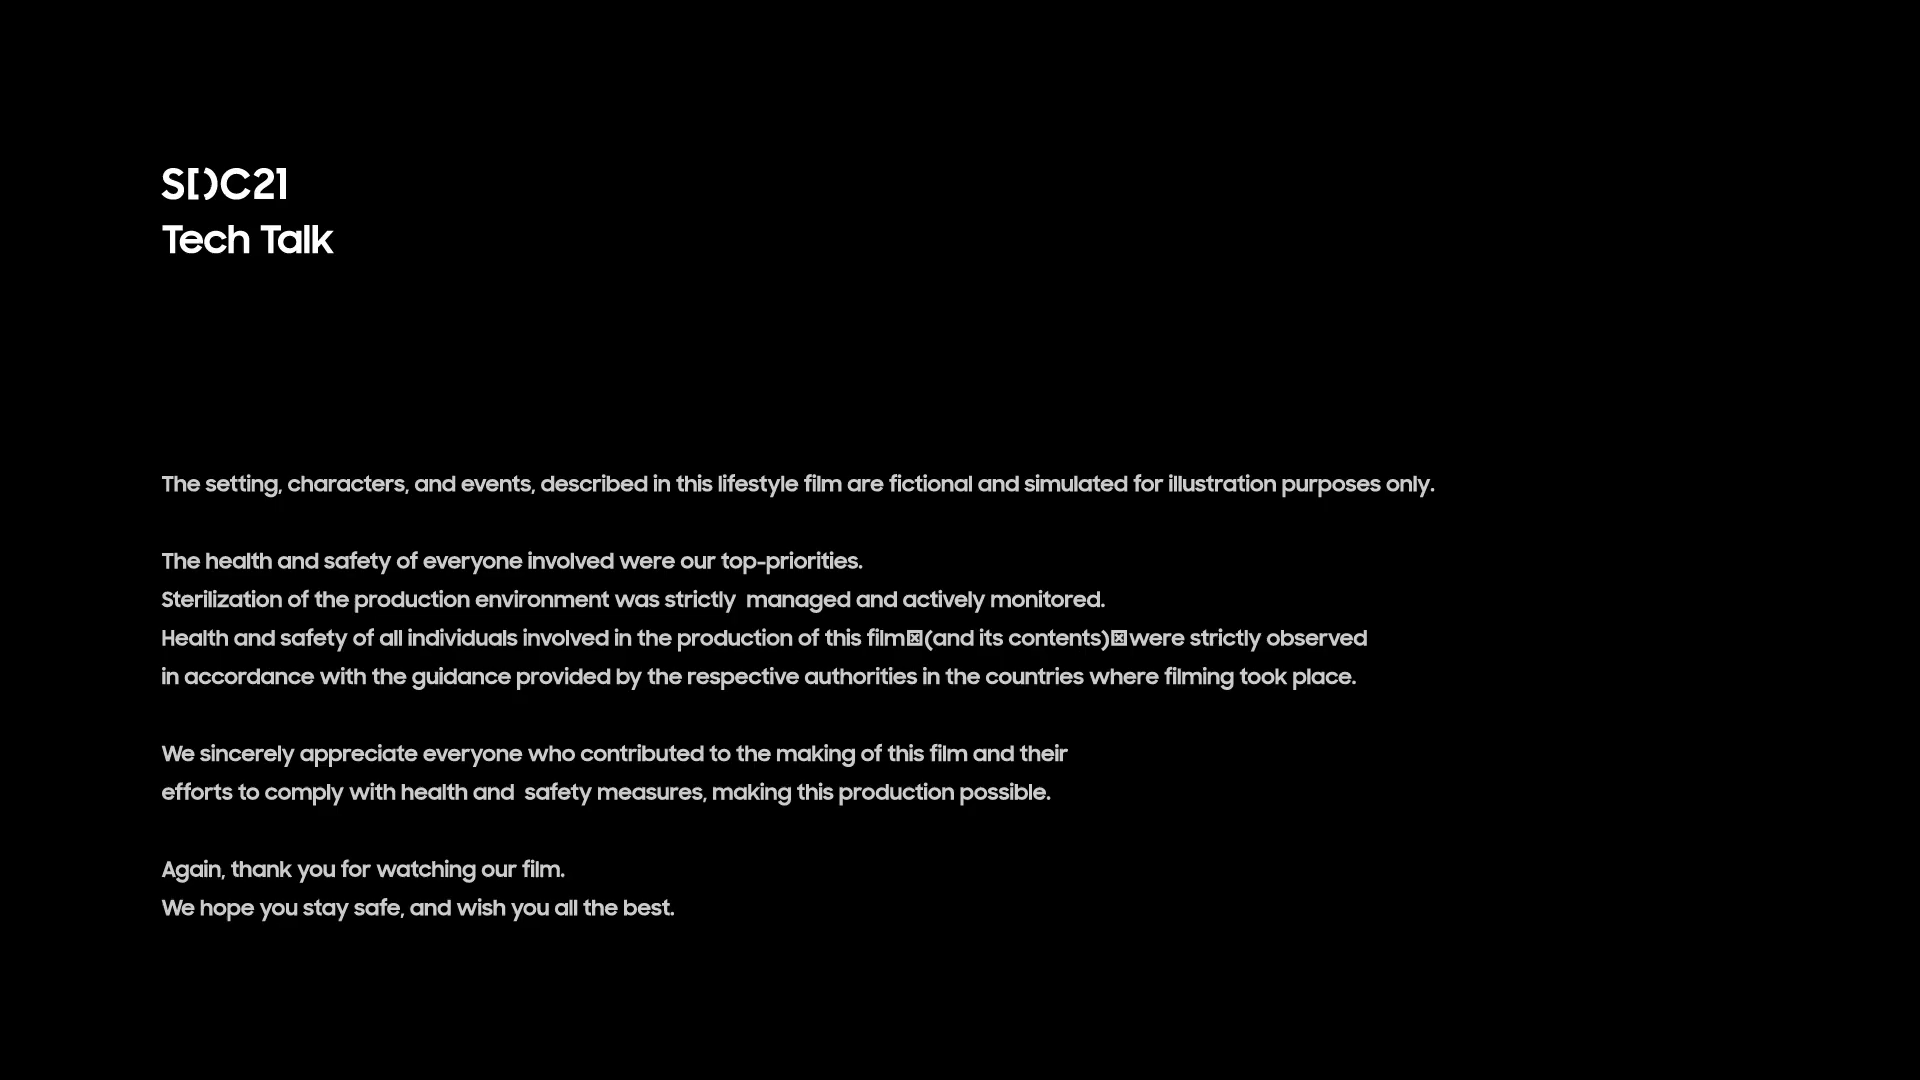 SDC21
Tech Talk
The setting, characters, and events, described in this lifestyle film are fictional and simulated for illustration purposes only.
The health and safety of everyone involved were our top-priorities.
Sterilization of the production environment was strictly  managed and actively monitored.
Health and safety of all individuals involved in the production of this film☒(and its contents)☒were strictly observed
in accordance with the guidance provided by the respective authorities in the countries where filming took place.
We sincerely appreciate everyone who contributed to the making of this film and their
efforts to comply with health and  safety measures, making this production possible.
Again, thank you for watching our film.
We hope you stay safe, and wish you all the best.